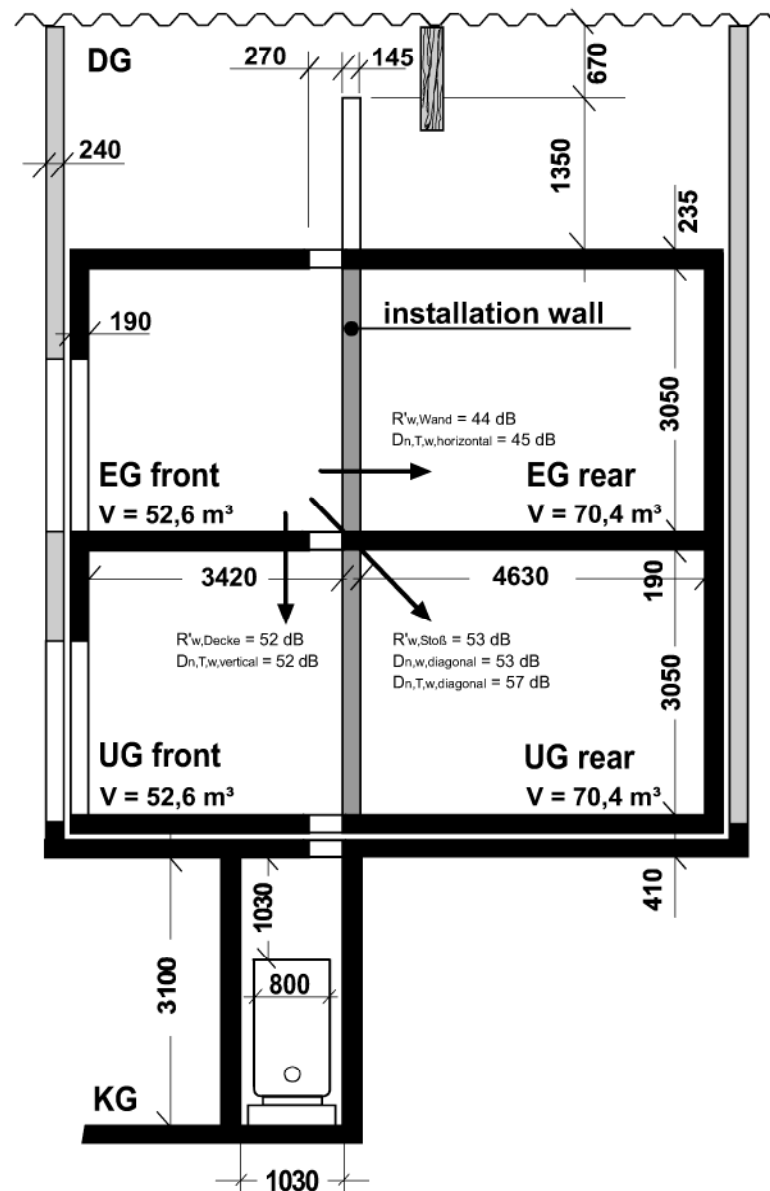 DG
270
145
670
240
1350
235
190
installation wall
R'w,Wand = 44 dB
Dn,T,w,horizontal = 45 dB
3050
EG front
V = 52,6 m³
EG rear
V = 70,4 m³
3420
4630
190
R'w,Decke = 52 dB
Dn,T,w,vertical = 52 dB
R'w,Stoß = 53 dB
Dn,w,diagonal = 53 dB
Dn,T,w,diagonal = 57 dB
3050
UG front
V = 52,6 m³
UG rear
V = 70,4 m³
410
1030
3100
800
KG
1030